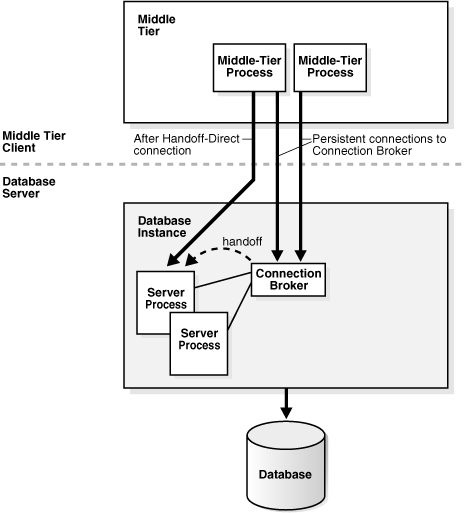 Middle
Tier
Middle-Tier
Process
Middle-Tier
Process
Middle Tier
Client
After Handoff-Direct
connection
Persistent connections to
Connection Broker
Database
Server
Database
Instance
handoff
Connection
Broker
Server
Process
Server
Process
Database